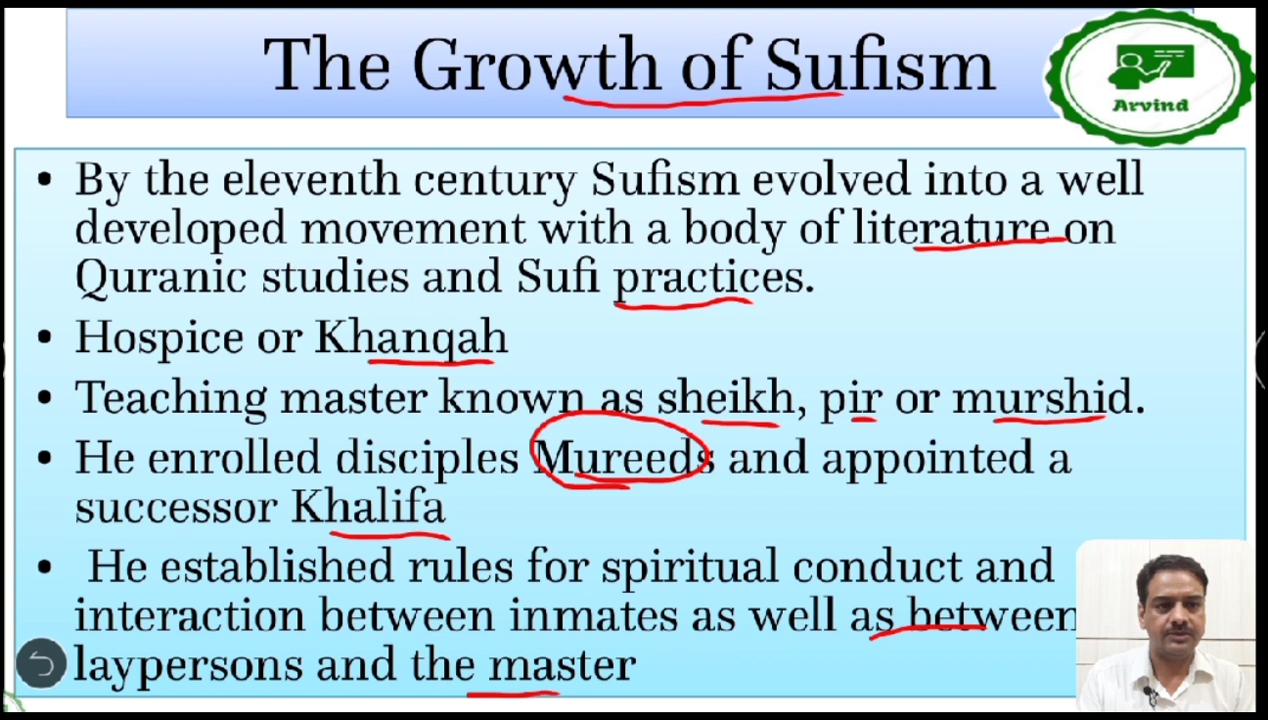 The Growth of Sufism
Arvind
• By the eleventh century Sufism evolved into a well
developed movement with a body of literature on
Quranic studies and Sufi practices.
• Hospice or Khanqah
• Teaching master known as sheikh, pir or murshid.
• He enrolled disciples Mureeds and appointed a
successor Khalifa
• He established rules for spiritual conduct and
interaction between inmates as well as between
laypersons and the master